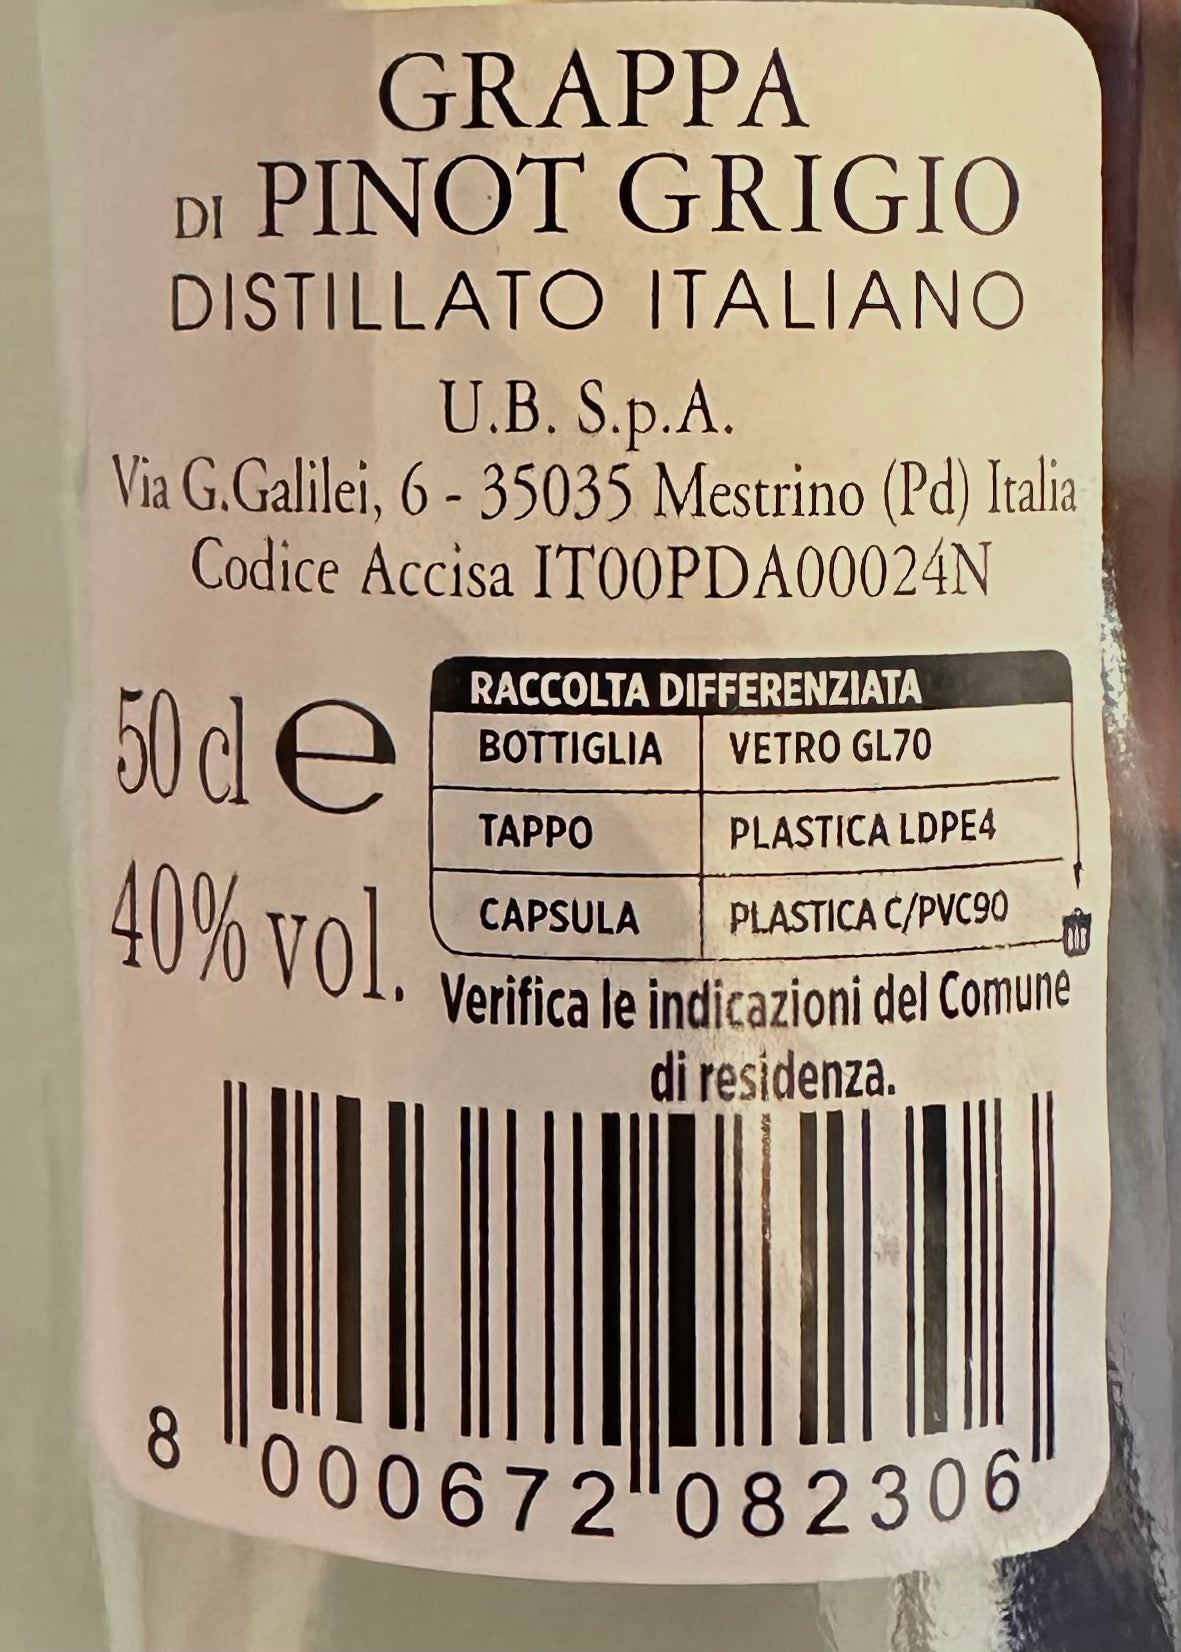 GRAPPA
DI PINOT GRIGIO
DISTILLATO ITALIANO
U.B. S.p.A.
Via G.Galilei, 6 - 35035 Mestrino (Pd) Italia
Codice Accisa IT00PDA00024N
50 cl e
40% vol.
RACCOLTA DIFFERENZIATA
BOTTIGLIA VETRO GL70
TAPPO PLASTICA LDPE4
CAPSULA PLASTICA C/PVC90
Verifica le indicazioni del Comune
di residenza.
8 000672 082306